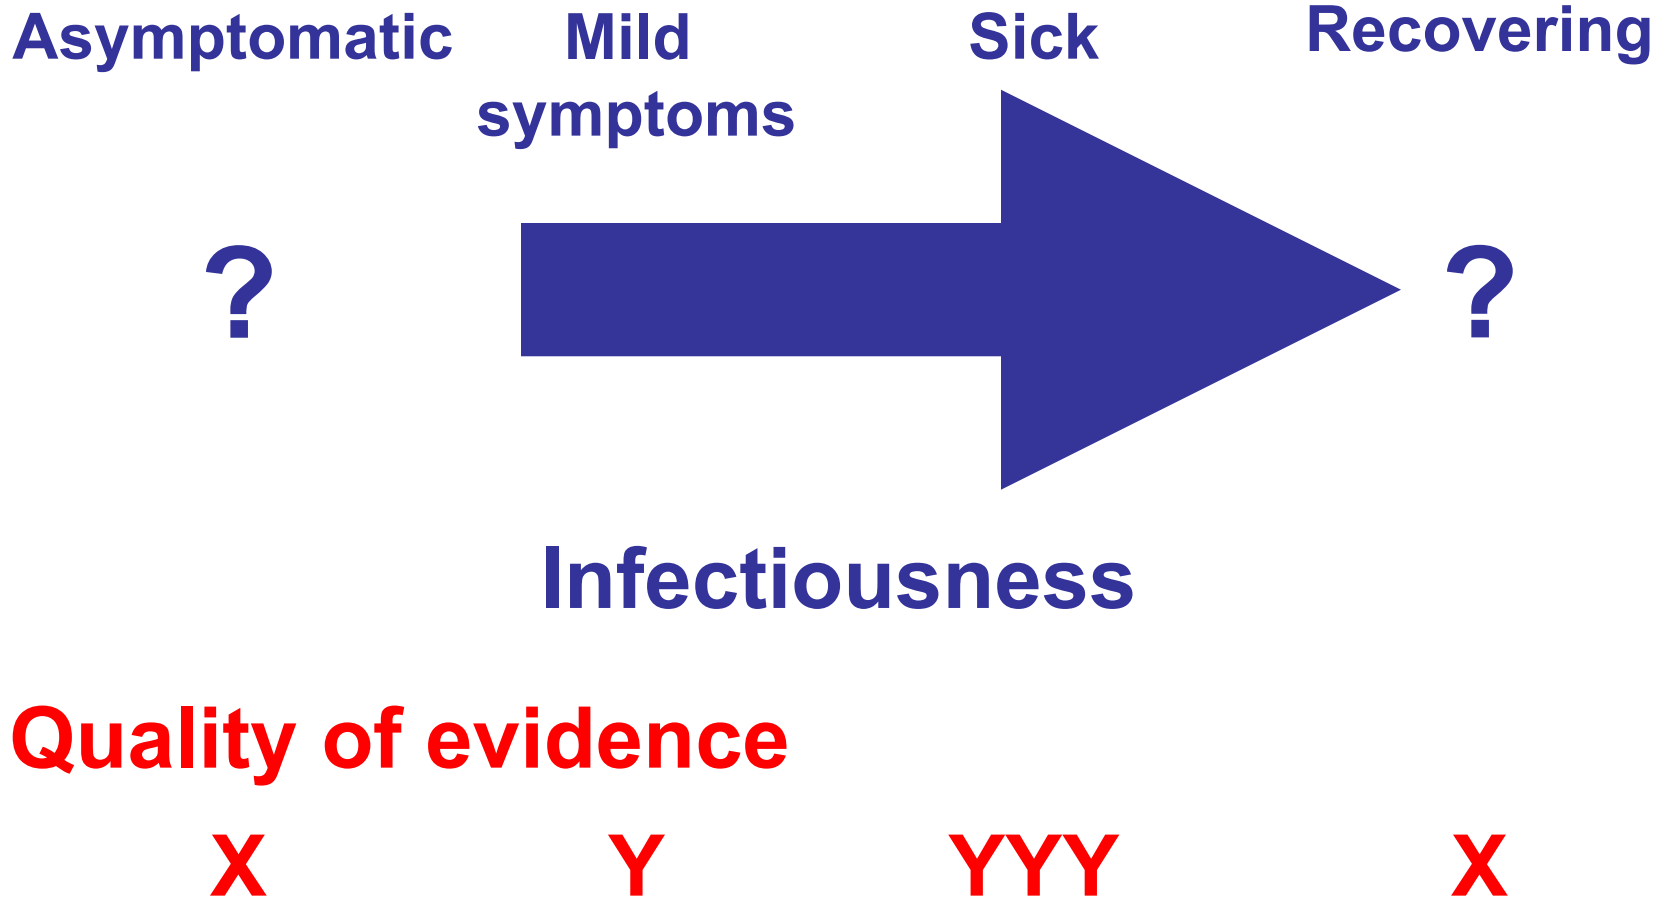 Asymptomatic Mild Sick Recovering
symptoms
? ?
Infectiousness
Quality of evidence
X Y YYY X